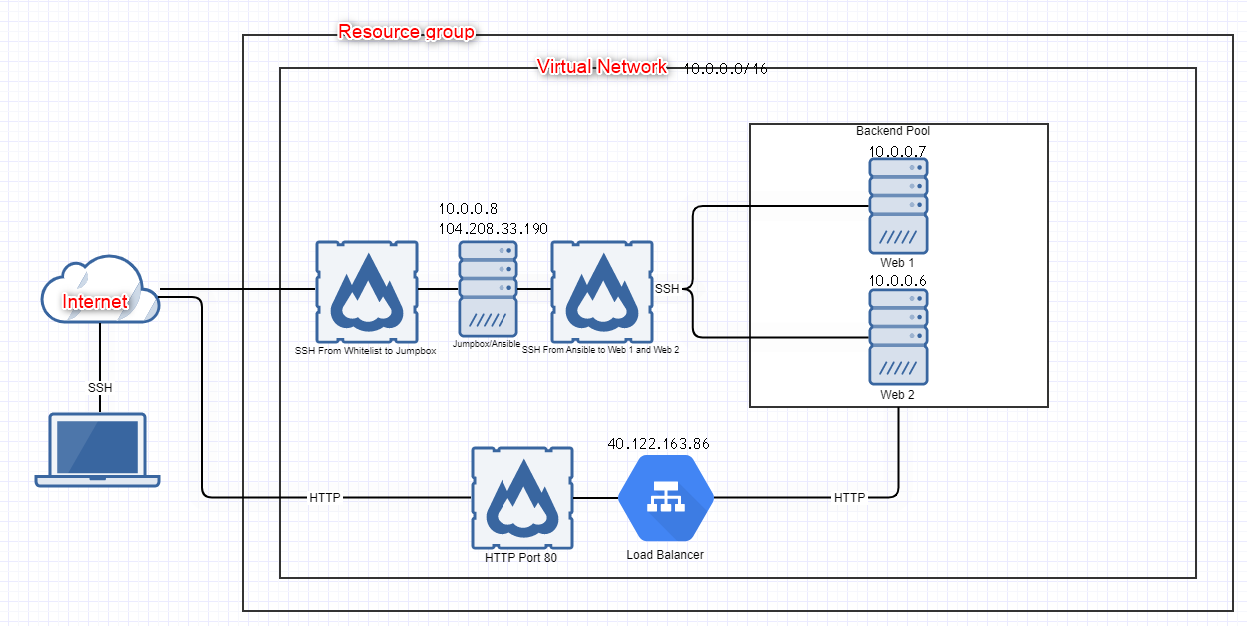 Resource group
Virtual Network 10.0.0.0/16
Backend Pool
10.0.0.7
Web 1
10.0.0.6
Web 2
10.0.0.8
104.208.33.190
Internet
SSH
SSH From Whitelist to Jumpbox
Jumpbox/Ansible
SSH From Ansible to Web 1 and Web 2
SSH
40.122.163.86
HTTP
HTTP
HTTP Port 80
Load Balancer